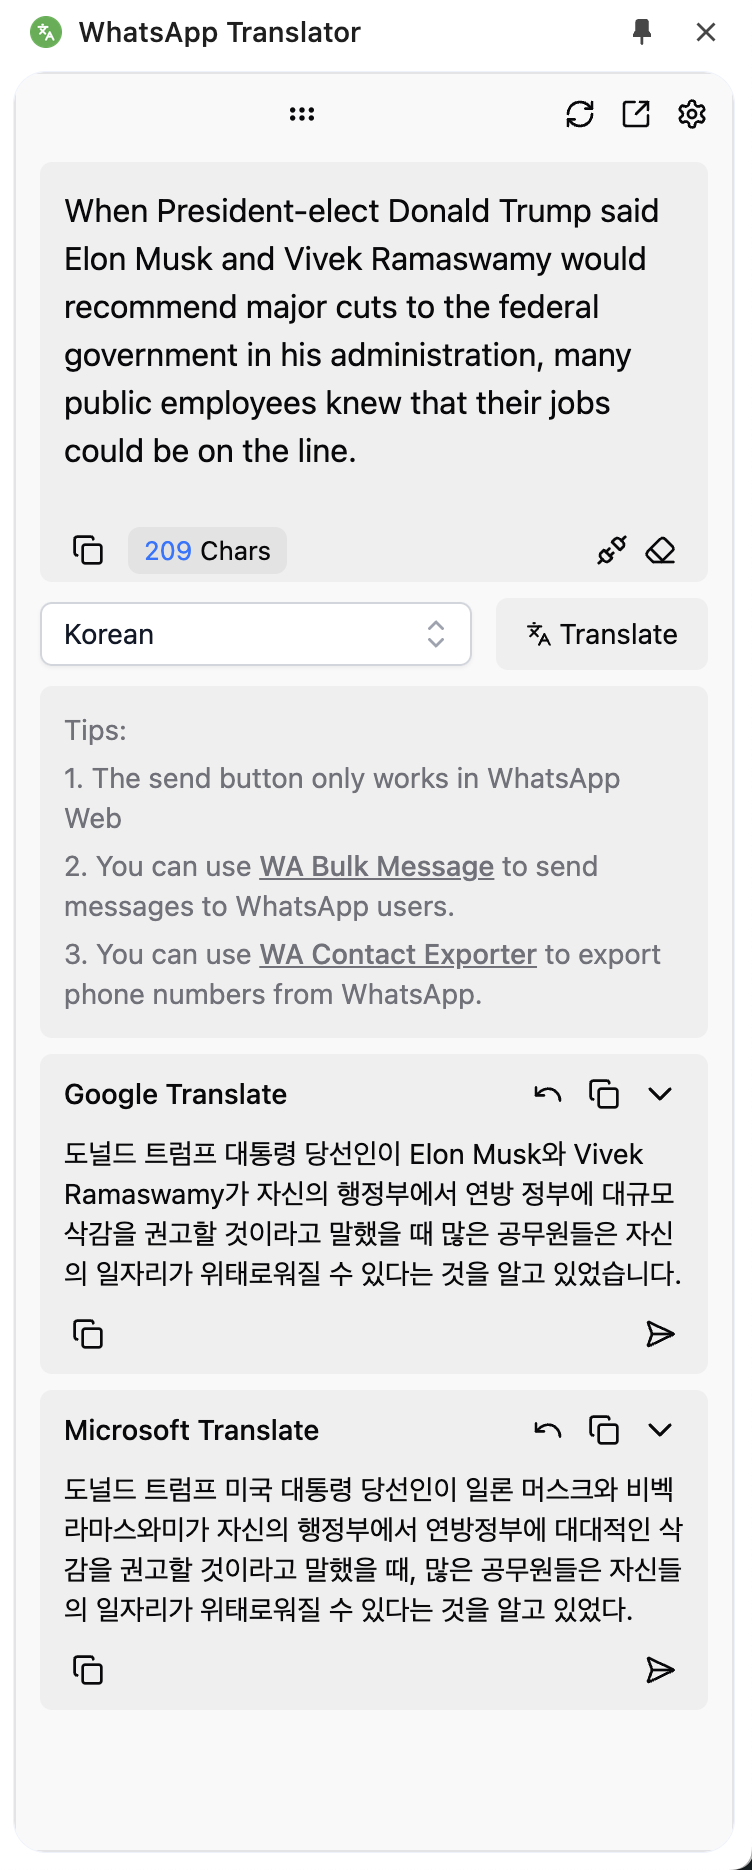 WhatsApp Translator
When President-elect Donald Trump said
Elon Musk and Vivek Ramaswamy would
recommend major cuts to the federal
government in his administration, many
public employees knew that their jobs
could be on the line.
209 Chars
Korean
Translate
Tips:
1. The send button only works in WhatsApp
Web
2. You can use WA Bulk Message to send
messages to WhatsApp users.
3. You can use WA Contact Exporter to export
phone numbers from WhatsApp.
Google Translate
도널드 트럼프 대통령 당선인이 Elon Musk와 Vivek
Ramaswamy가 자신의 행정부에서 연방 정부에 대규모
삭감을 권고할 것이라고 말했을 때 많은 공무원들은 자신
의 일자리가 위태로워질 수 있다는 것을 알고 있었습니다.
Microsoft Translate
도널드 트럼프 미국 대통령 당선인이 일론 머스크와 비벡
라마스와미가 자신의 행정부에서 연방정부에 대대적인 삭
감을 권고할 것이라고 말했을 때, 많은 공무원들은 자신들
의 일자리가 위태로워질 수 있다는 것을 알고 있었다.